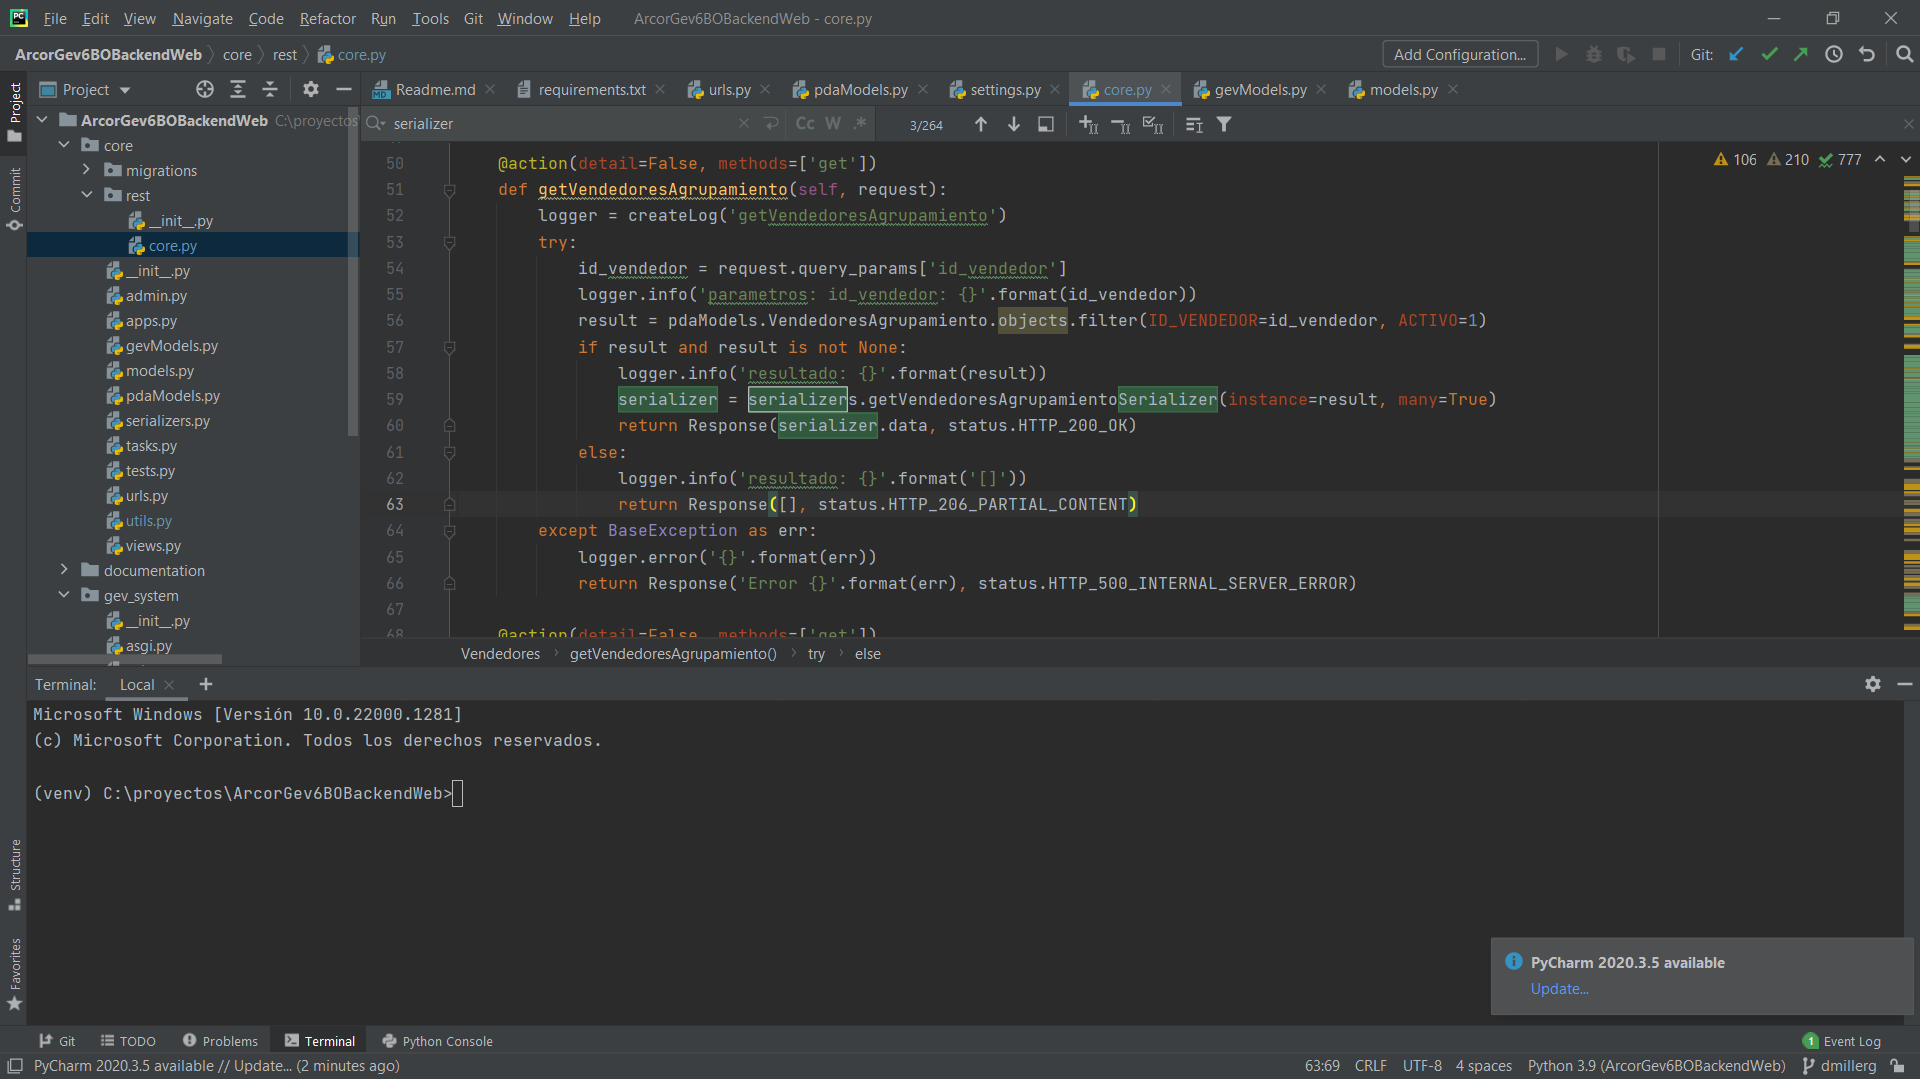 File Edit View Navigate Code Refactor Run Tools Git Window Help ArcorGev6BOBackendWeb - core.py
ArcorGev6BOBackendWeb core rest core.py Add Configuration... Git:
Project Readme.md requirements.txt urls.py pdaModels.py settings.py core.py gevModels.py models.py
serializer Cc W .* 3/264
106 210 777
Project
Commit
Structure
Favorites
ArcorGev6BOBackendWeb C:\proyectos
core
migrations
rest
__init__.py
core.py
__init__.py
admin.py
apps.py
gevModels.py
models.py
pdaModels.py
serializers.py
tasks.py
tests.py
urls.py
utils.py
views.py
documentation
gev_system
__init__.py
asgi.py
50 @action(detail=False, methods=['get'])
51 def getVendedoresAgrupamiento(self, request):
52 logger = createLog('getVendedoresAgrupamiento')
53 try:
54 id_vendedor = request.query_params['id_vendedor']
55 logger.info('parametros: id_vendedor: {}'.format(id_vendedor))
56 result = pdaModels.VendedoresAgrupamiento.objects.filter(ID_VENDEDOR=id_vendedor, ACTIVO=1)
57 if result and result is not None:
58 logger.info('resultado: {}'.format(result))
59 serializer = serializers.getVendedoresAgrupamientoSerializer(instance=result, many=True)
60 return Response(serializer.data, status.HTTP_200_OK)
61 else:
62 logger.info('resultado: {}'.format('[]'))
63 return Response([], status.HTTP_206_PARTIAL_CONTENT)
64 except BaseException as err:
65 logger.error('{}'.format(err))
66 return Response('Error {}'.format(err), status.HTTP_500_INTERNAL_SERVER_ERROR)
67
68 @action(detail=False, methods=['get'])
Vendedores getVendedoresAgrupamiento() try else
Terminal: Local
Microsoft Windows [Versión 10.0.22000.1281]
(c) Microsoft Corporation. Todos los derechos reservados.
(venv) C:\proyectos\ArcorGev6BOBackendWeb>
PyCharm 2020.3.5 available
Update...
Git TODO Problems Terminal Python Console 1 Event Log
PyCharm 2020.3.5 available // Update... (2 minutes ago) 63:69 CRLF UTF-8 4 spaces Python 3.9 (ArcorGev6BOBackendWeb) dmillerg